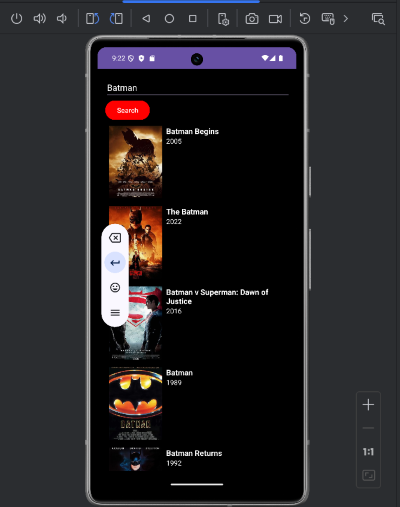 9:22
Batman
Search
Batman Begins
2005
The Batman
2022
Batman v Superman: Dawn of
Justice
2016
Batman
1989
Batman Returns
1992
1:1